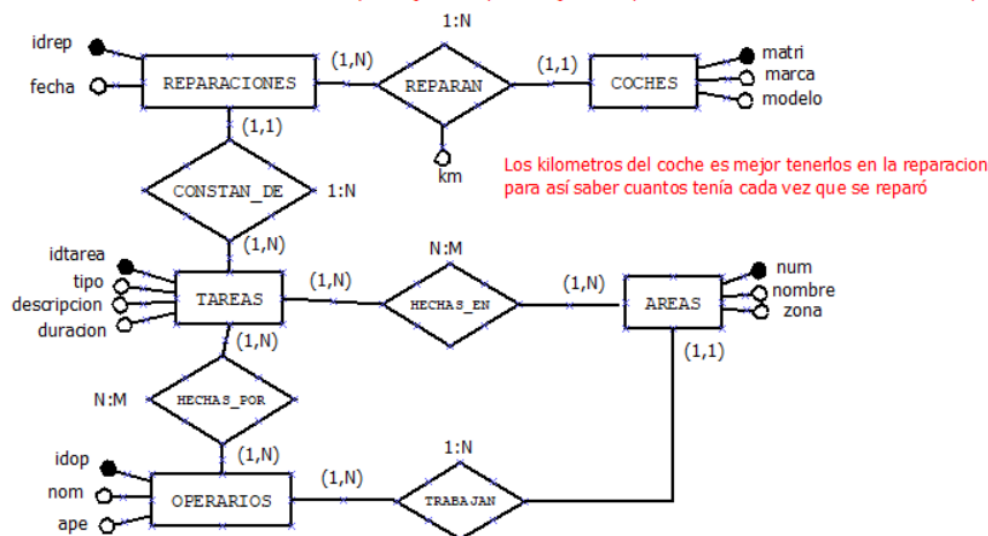 1:N
idrep
fecha
REPARACIONES
(1,N)
REPARAN
(1,1)
COCHES
matri
marca
modelo
km
(1,1)
Los kilometros del coche es mejor tenerlos en la reparacion
para así saber cuantos tenía cada vez que se reparó
CONSTAN_DE
1:N
(1,N)
idtarea
tipo
descripcion
duracion
TAREAS
(1,N)
N:M
HECHAS_EN
(1,N)
AREAS
num
nombre
zona
(1,N)
(1,1)
N:M
HECHAS_POR
(1,N)
idop
nom
ape
OPERARIOS
(1,N)
1:N
TRABAJAN